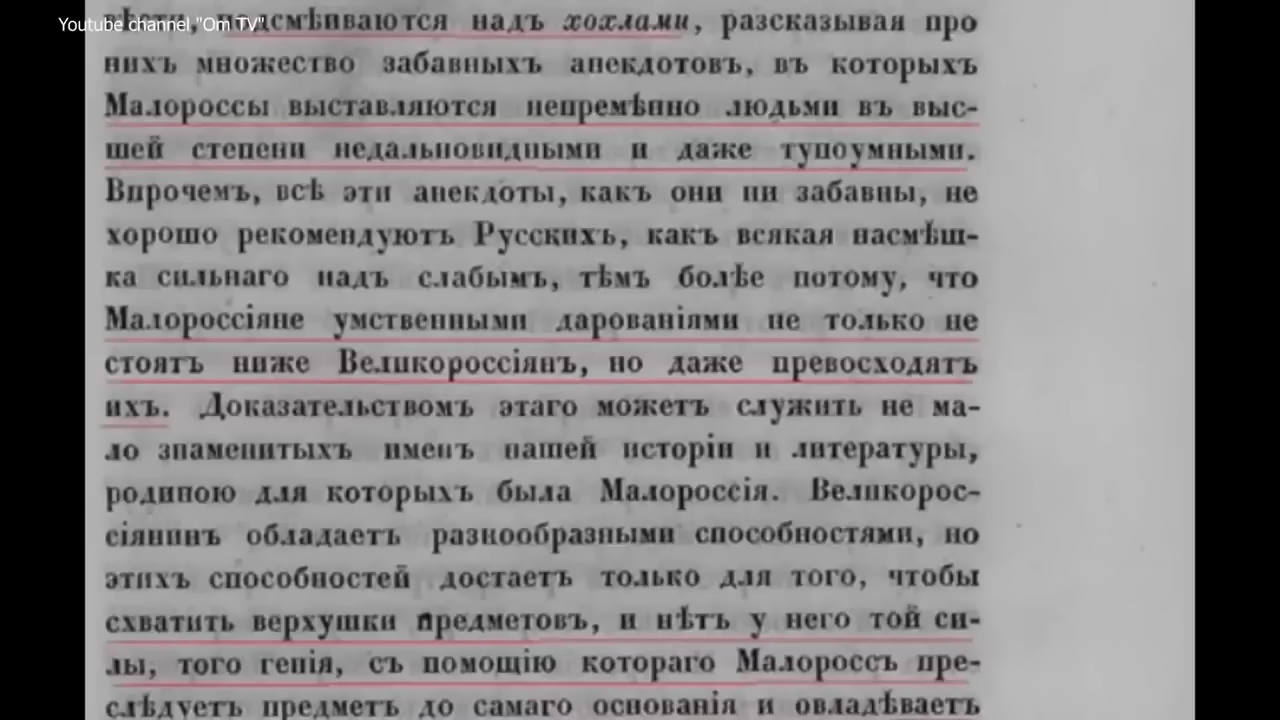 Youtube channel "Om TV"
подсмѣиваются надъ хохлами, разсказывая про
нихъ множество забавныхъ анекдотовъ, въ которыхъ
Малороссы выставляются непремѣнно людьми въ выс-
шей степени недальновидными и даже тупоумными.
Впрочемъ, всѣ эти анекдоты, какъ они ни забавны, не
хорошо рекомендуютъ Русскихъ, какъ всякая насмѣш-
ка сильнаго надъ слабымъ, тѣмъ болѣе потому, что
Малороссіяне умственными дарованіями не только не
стоятъ ниже Великороссіянъ, но даже превосходятъ
ихъ. Доказательствомъ этаго можетъ служить не ма-
ло знаменитыхъ именъ нашей исторіи и литературы,
родиною для которыхъ была Малороссія. Великорос-
сіянинъ обладаетъ разнообразными способностями, но
этихъ способностей достаетъ только для того, чтобы
схватить верхушки предметовъ, и нѣтъ у него той си-
лы, того генія, съ помощію котораго Малороссъ пре-
слѣдуетъ предметъ до самаго основанія и овладѣваетъ